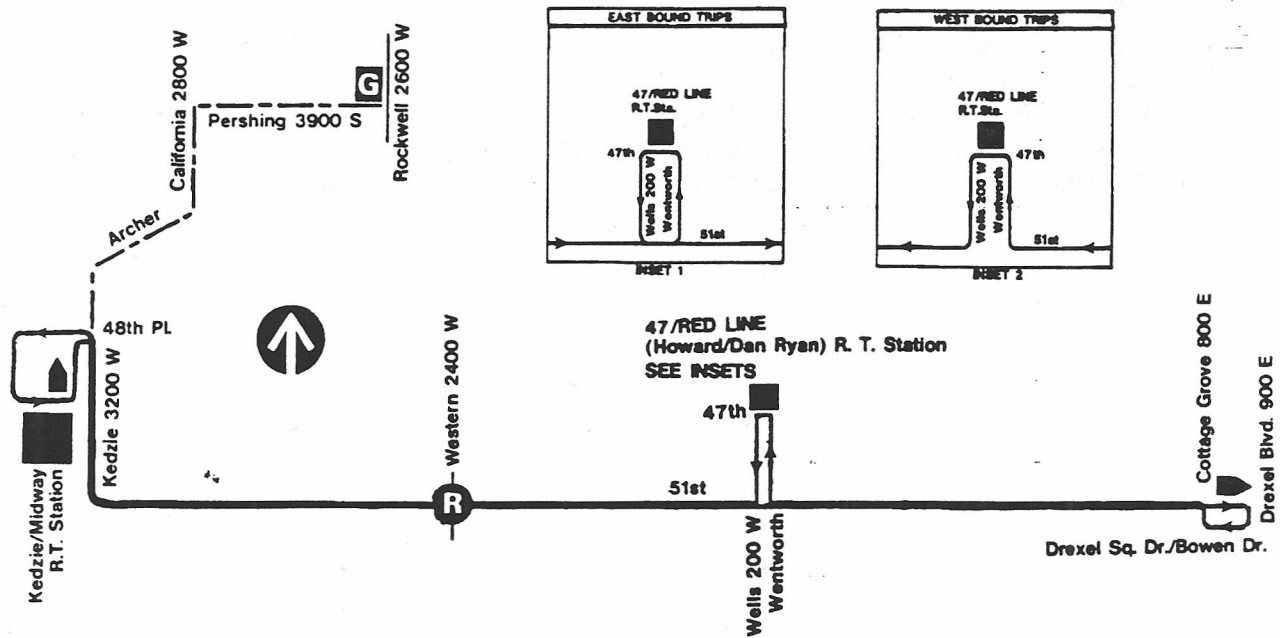 EAST BOUND TRIPS
47/RED LINE
R.T.Sta.
47th
Wells 200 W
Wentworth
51st
INSET 1
WEST BOUND TRIPS
47/RED LINE
R.T.Sta.
47th
Wells 200 W
Wentworth
51st
INSET 2
California 2800 W
G
Rockwell 2600 W
Pershing 3900 S
Archer
48th PL
Kedzie 3200 W
Kedzie/Midway
R.T. Station
Western 2400 W
R
47/RED LINE
(Howard/Dan Ryan) R. T. Station
SEE INSETS
47th
51st
Wells 200 W
Wentworth
Cottage Grove 800 E
Drexel Blvd. 900 E
Drexel Sq. Dr./Bowen Dr.